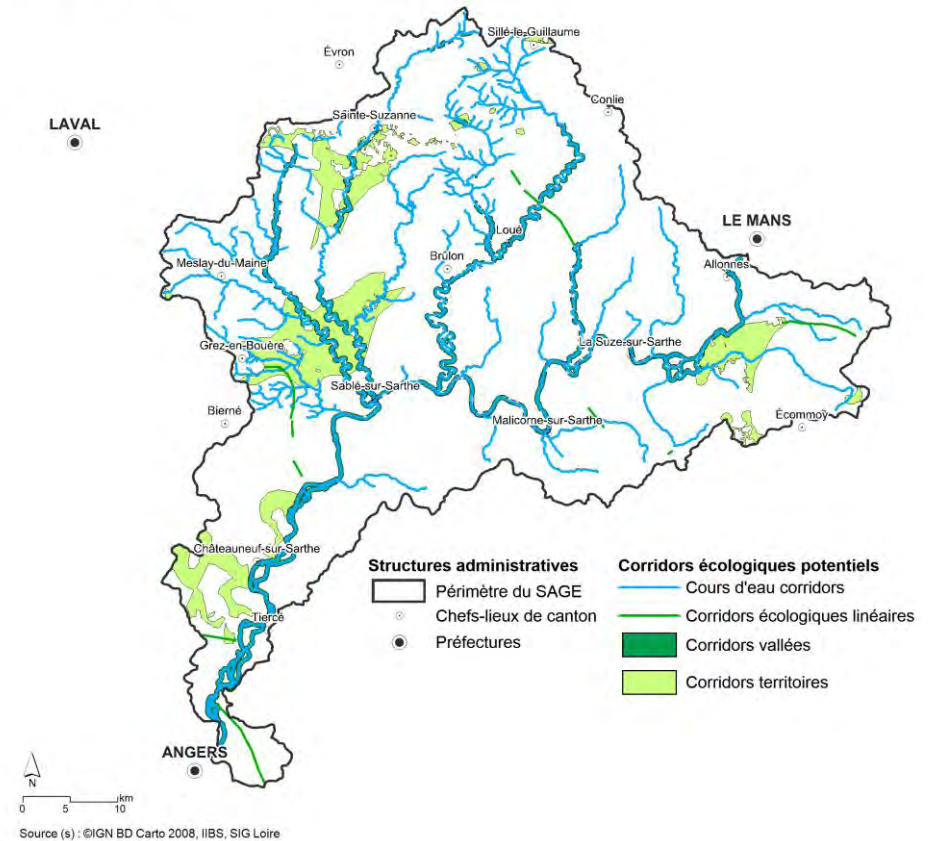 Sillé-le-Guillaume
Évron
Conlie
LAVAL
Sainte-Suzanne
LE MANS
Loué
Allonnes
Brûlon
Meslay-du-Maine
La Suze-sur-Sarthe
Grez-en-Bouère
Sablé-sur-Sarthe
Bierné
Malicorne-sur-Sarthe
Écommoy
Châteauneuf-sur-Sarthe
Tiercé
ANGERS
Structures administratives
Périmètre du SAGE
Chefs-lieux de canton
Préfectures
Corridors écologiques potentiels
Cours d'eau corridors
Corridors écologiques linéaires
Corridors vallées
Corridors territoires
N
km
0 5 10
Source (s) : ©IGN BD Carto 2008, IIBS, SIG Loire